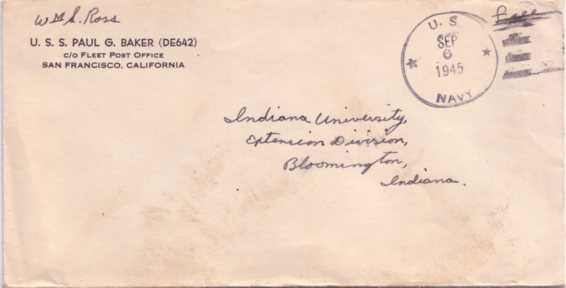 Wm S. Ross
U. S. S. PAUL G. BAKER (DE642)
C/O FLEET POST OFFICE
SAN FRANCISCO, CALIFORNIA
Free
U. S.
SEP
6
1945
NAVY
Indiana University,
Extension Division,
Bloomington,
Indiana.